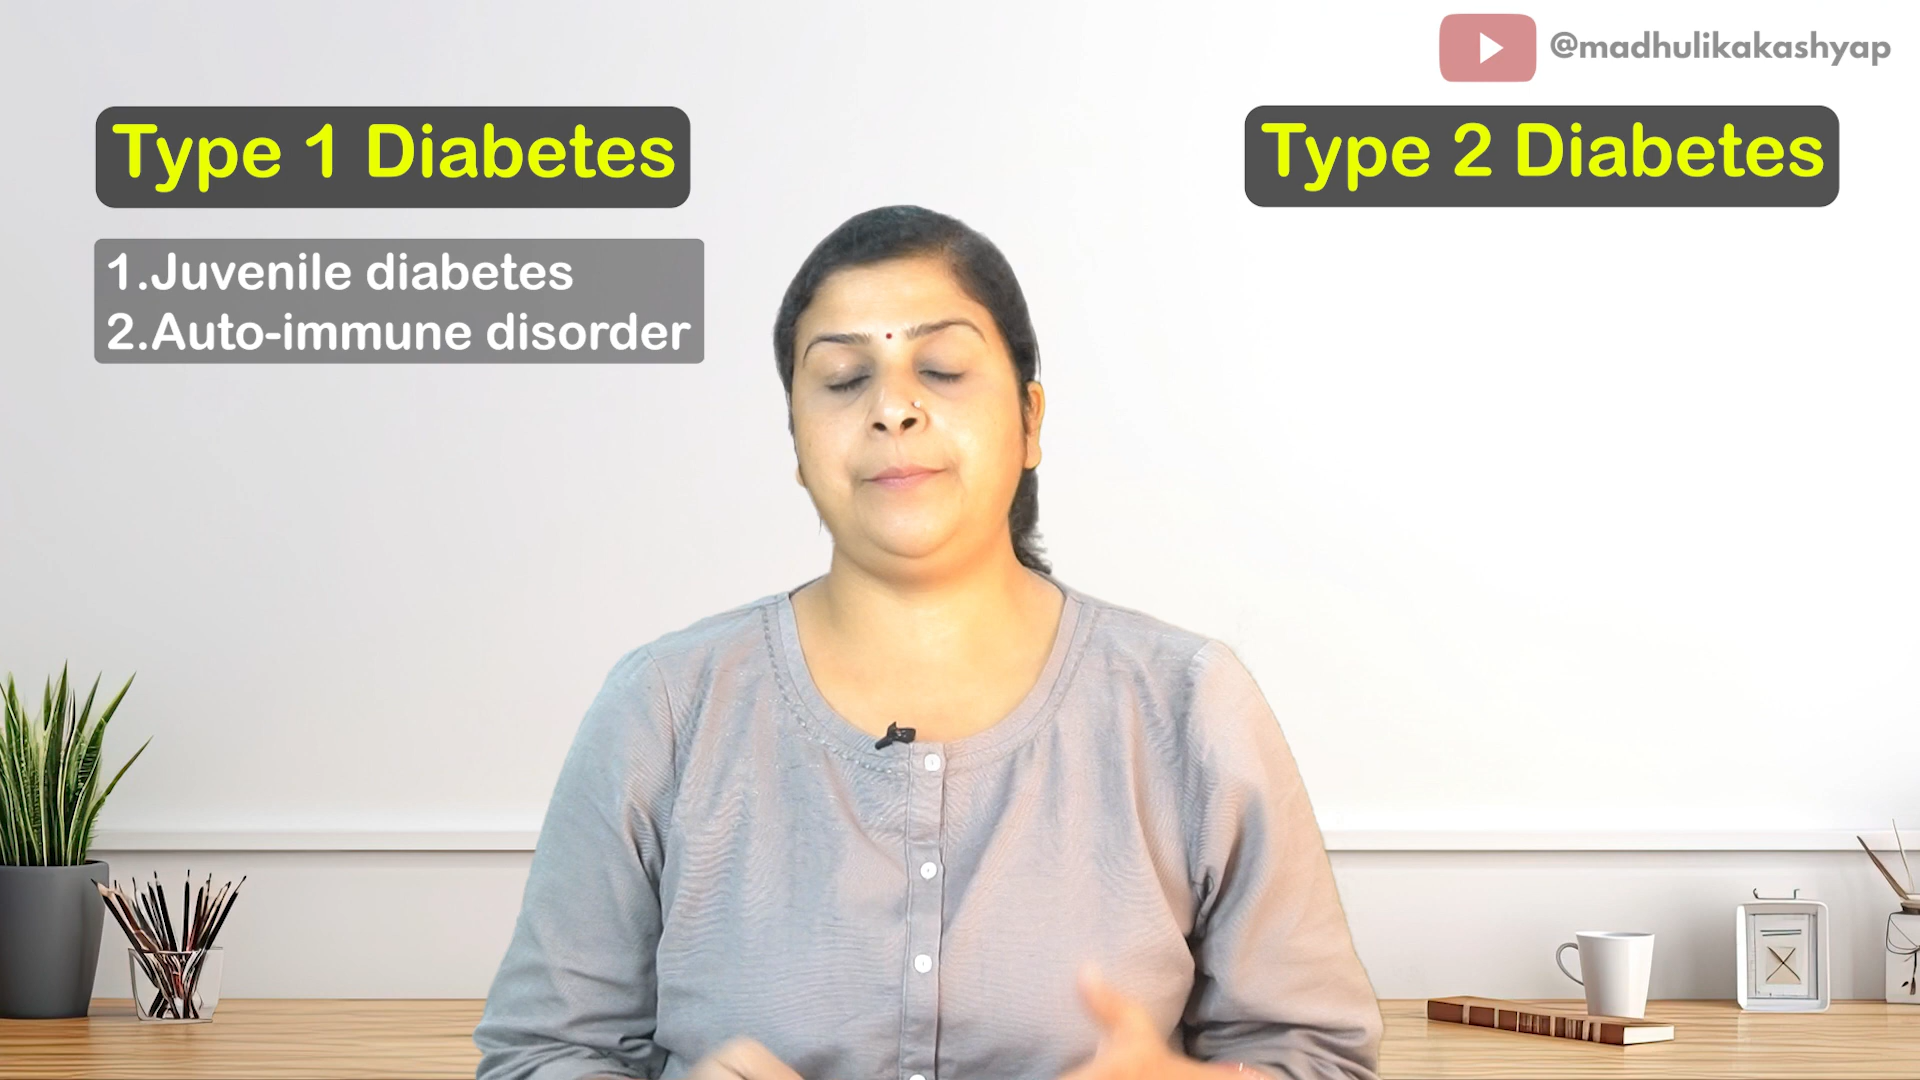 @madhulikakashyap
Type 1 Diabetes
Type 2 Diabetes
1.Juvenile diabetes
2.Auto-immune disorder